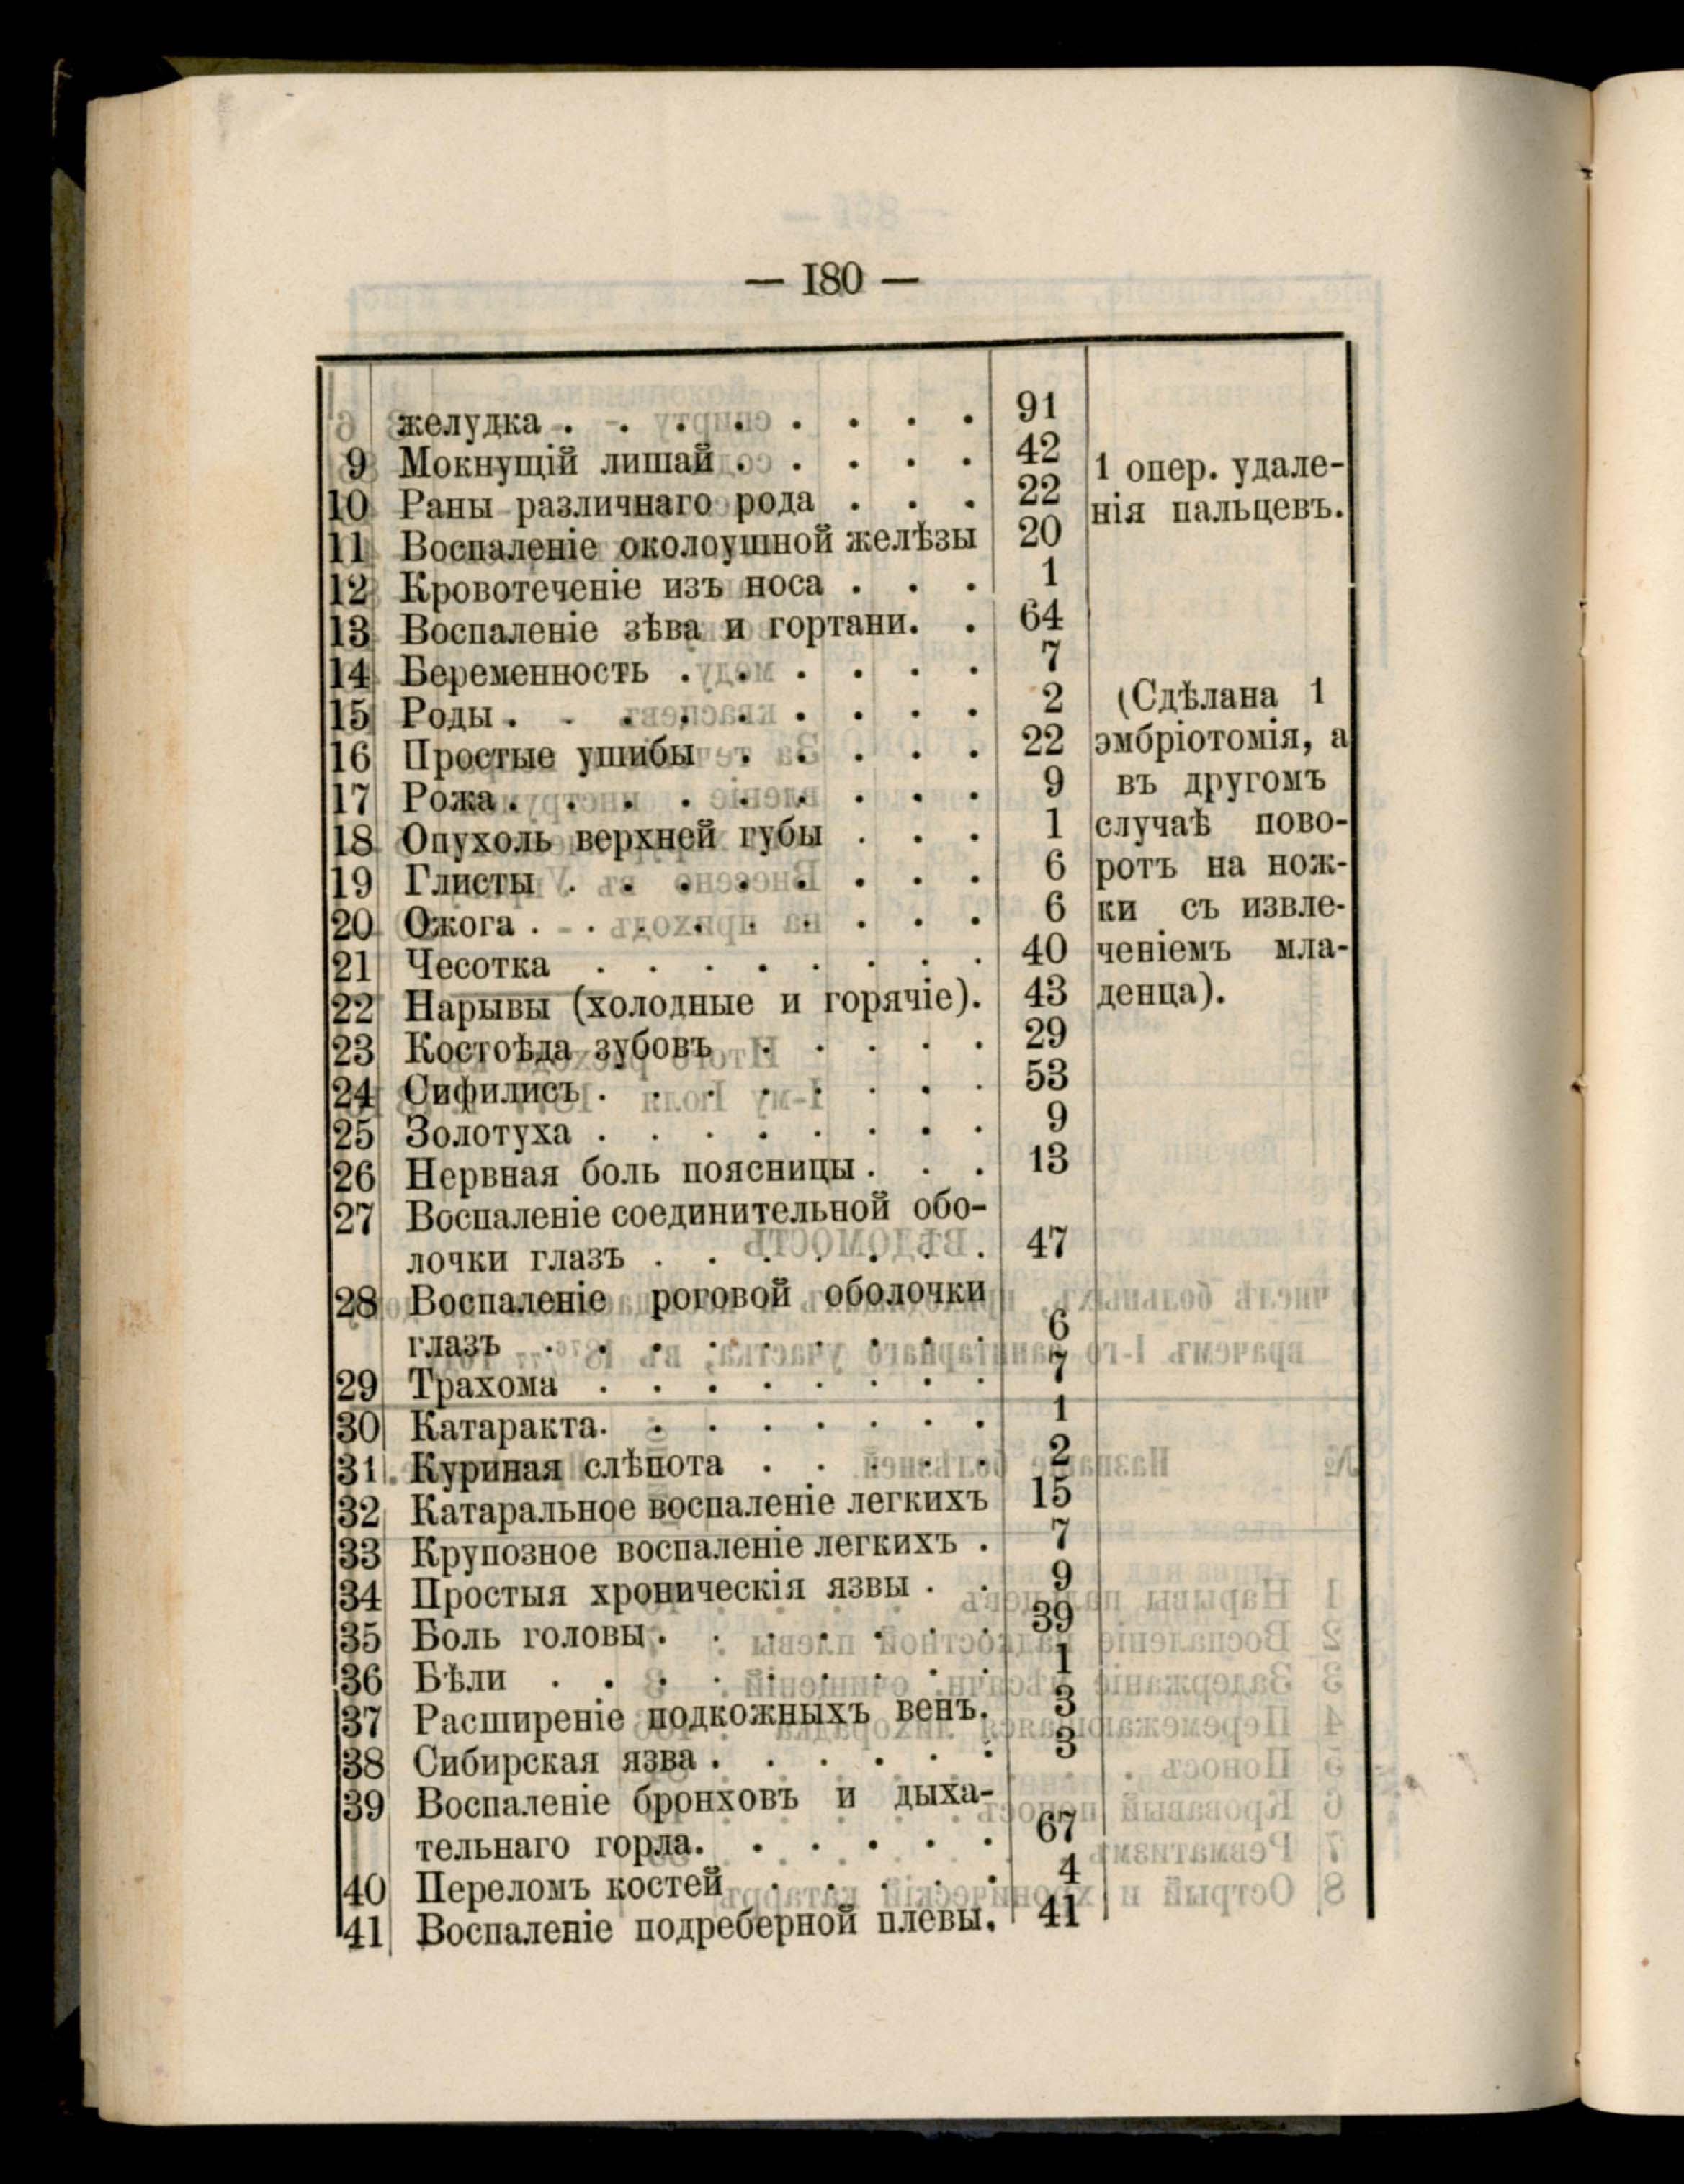 — 180 —
желудка . . . . . . . . 91
9 Мокнущій лишай . . . . . 42
10 Раны различнаго рода . . . 22
1 опер. удале-
нія пальцевъ.
11 Воспаленіе околоушной желѣзы 20
12 Кровотеченіе изъ носа . . . 1
13 Воспаленіе зѣва и гортани. . 64
14 Беременность . . . . . . 7
15 Роды . . . . . . . . . 2
(Сдѣлана 1
эмбріотомія, а
въ другомъ
случаѣ пово-
ротъ на нож-
ки съ извле-
ченіемъ мла-
денца).
16 Простые ушибы . . . . . 22
17 Рожа . . . . . . . . . 9
18 Опухоль верхней губы . . . 1
19 Глисты . . . . . . . . 6
20 Ожога . . . . . . . . . 6
21 Чесотка . . . . . . . . 40
22 Нарывы (холодные и горячіе). 43
23 Костоѣда зубовъ . . . . . 29
24 Сифилисъ . . . . . . . . 53
25 Золотуха . . . . . . . . 9
26 Нервная боль поясницы . . . 13
27 Воспаленіе соединительной обо-
лочки глазъ . . . . . . . 47
28 Воспаленіе роговой оболочки
глазъ . . . . . . . . . 6
29 Трахома . . . . . . . . 7
30 Катаракта. . . . . . . . 1
31 Куриная слѣпота . . . . . 2
32 Катаральное воспаленіе легкихъ 15
33 Крупозное воспаленіе легкихъ . 7
34 Простыя хроническія язвы . . 9
35 Боль головы . . . . . . . 39
36 Бѣли . . . . . . . . . 1
37 Расширеніе подкожныхъ венъ. 3
38 Сибирская язва . . . . . . 3
39 Воспаленіе бронховъ и дыха-
тельнаго горла. . . . . . 67
40 Переломъ костей . . . . . 4
41 Воспаленіе подреберной плевы. 41